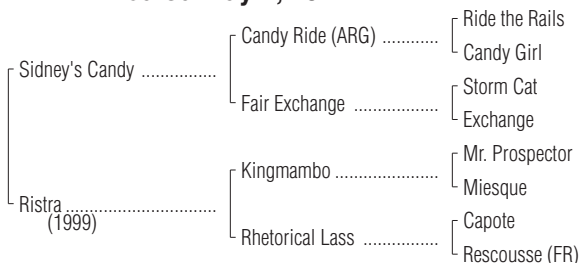 Ride the Rails
Candy Ride (ARG) ............
Candy Girl
Sidney's Candy ................
Storm Cat
Fair Exchange ..................
Exchange
Mr. Prospector
Kingmambo ......................
Miesque
Ristra ................................
(1999)
Capote
Rhetorical Lass ................
Rescousse (FR)